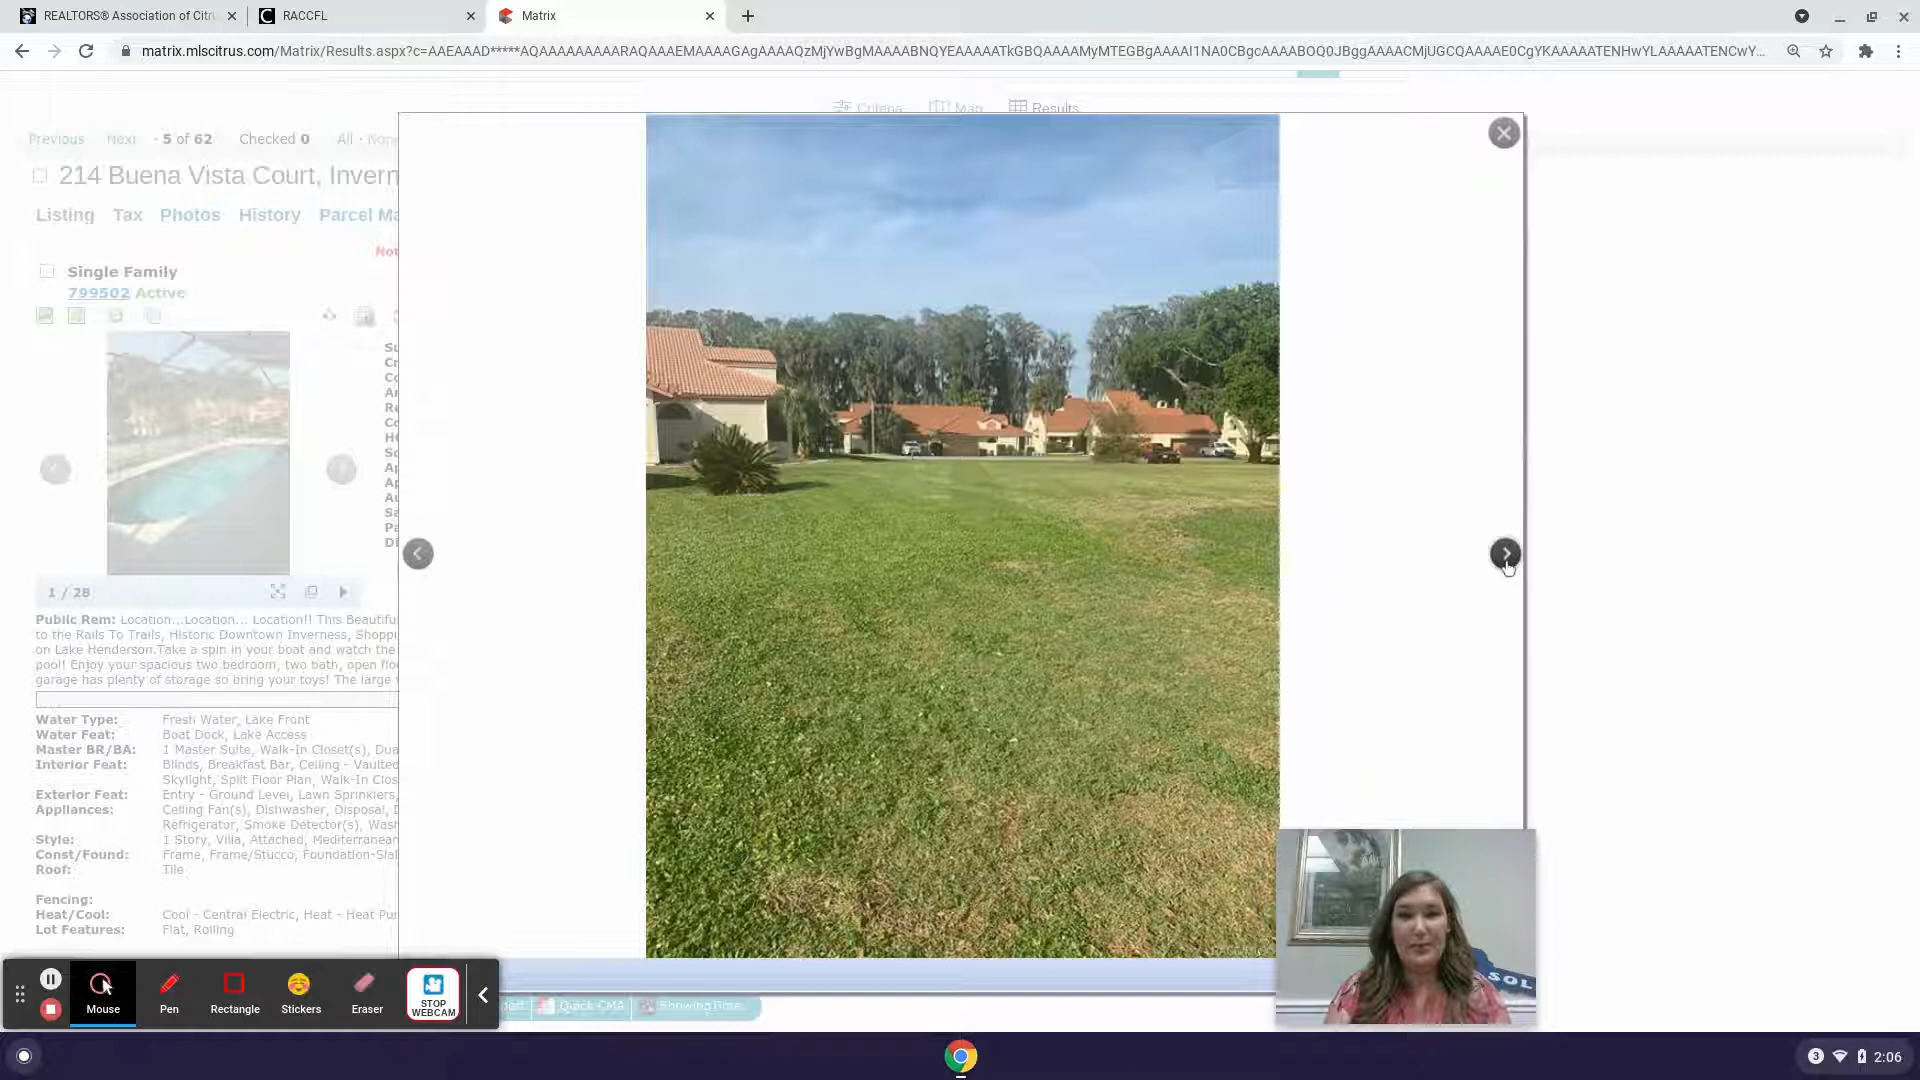 REALTORS® Association of Citru
RACCFL
Matrix
matrix.mlscitrus.com/Matrix/Results.aspx?c=AAEAAAD*****AQAAAAAAAAARAQAAAEMAAAAGAgAAAAQzMjYwBgMAAAABNQYEAAAAATkGBQAAAAMyMTEGBgAAAAI1NA0CBgcAAAABOQ0JBggAAAACMjUGCQAAAAE0CgYKAAAAATENHwYLAAAAATENCwY...
Criteria Map Results
Previous Next · 5 of 62 Checked 0 All · None
214 Buena Vista Court, Invern
Listing Tax Photos History Parcel Ma
Single Family
799502 Active
1 / 28
Public Rem: Location...Location... Location!! This Beautifu
to the Rails To Trails, Historic Downtown Inverness, Shoppi
on Lake Henderson.Take a spin in your boat and watch the
pool! Enjoy your spacious two bedroom, two bath, open flo
garage has plenty of storage so bring your toys! The large
Water Type: Fresh Water, Lake Front
Water Feat: Boat Dock, Lake Access
Master BR/BA: 1 Master Suite, Walk-In Closet(s), Dua
Interior Feat: Blinds, Breakfast Bar, Ceiling - Vaulted
Skylight, Split Floor Plan, Walk-In Clos
Exterior Feat: Entry - Ground Level, Lawn Sprinklers,
Appliances: Ceiling Fan(s), Dishwasher, Disposal, D
Refrigerator, Smoke Detector(s), Wash
Style: 1 Story, Villa, Attached, Mediterranean
Const/Found: Frame, Frame/Stucco, Foundation-Slab
Roof: Tile
Fencing:
Heat/Cool: Cool - Central Electric, Heat - Heat Pum
Lot Features: Flat, Rolling
Quick CMA ShowingTime
SOL
Mouse Pen Rectangle Stickers Eraser STOP WEBCAM
3 2:06